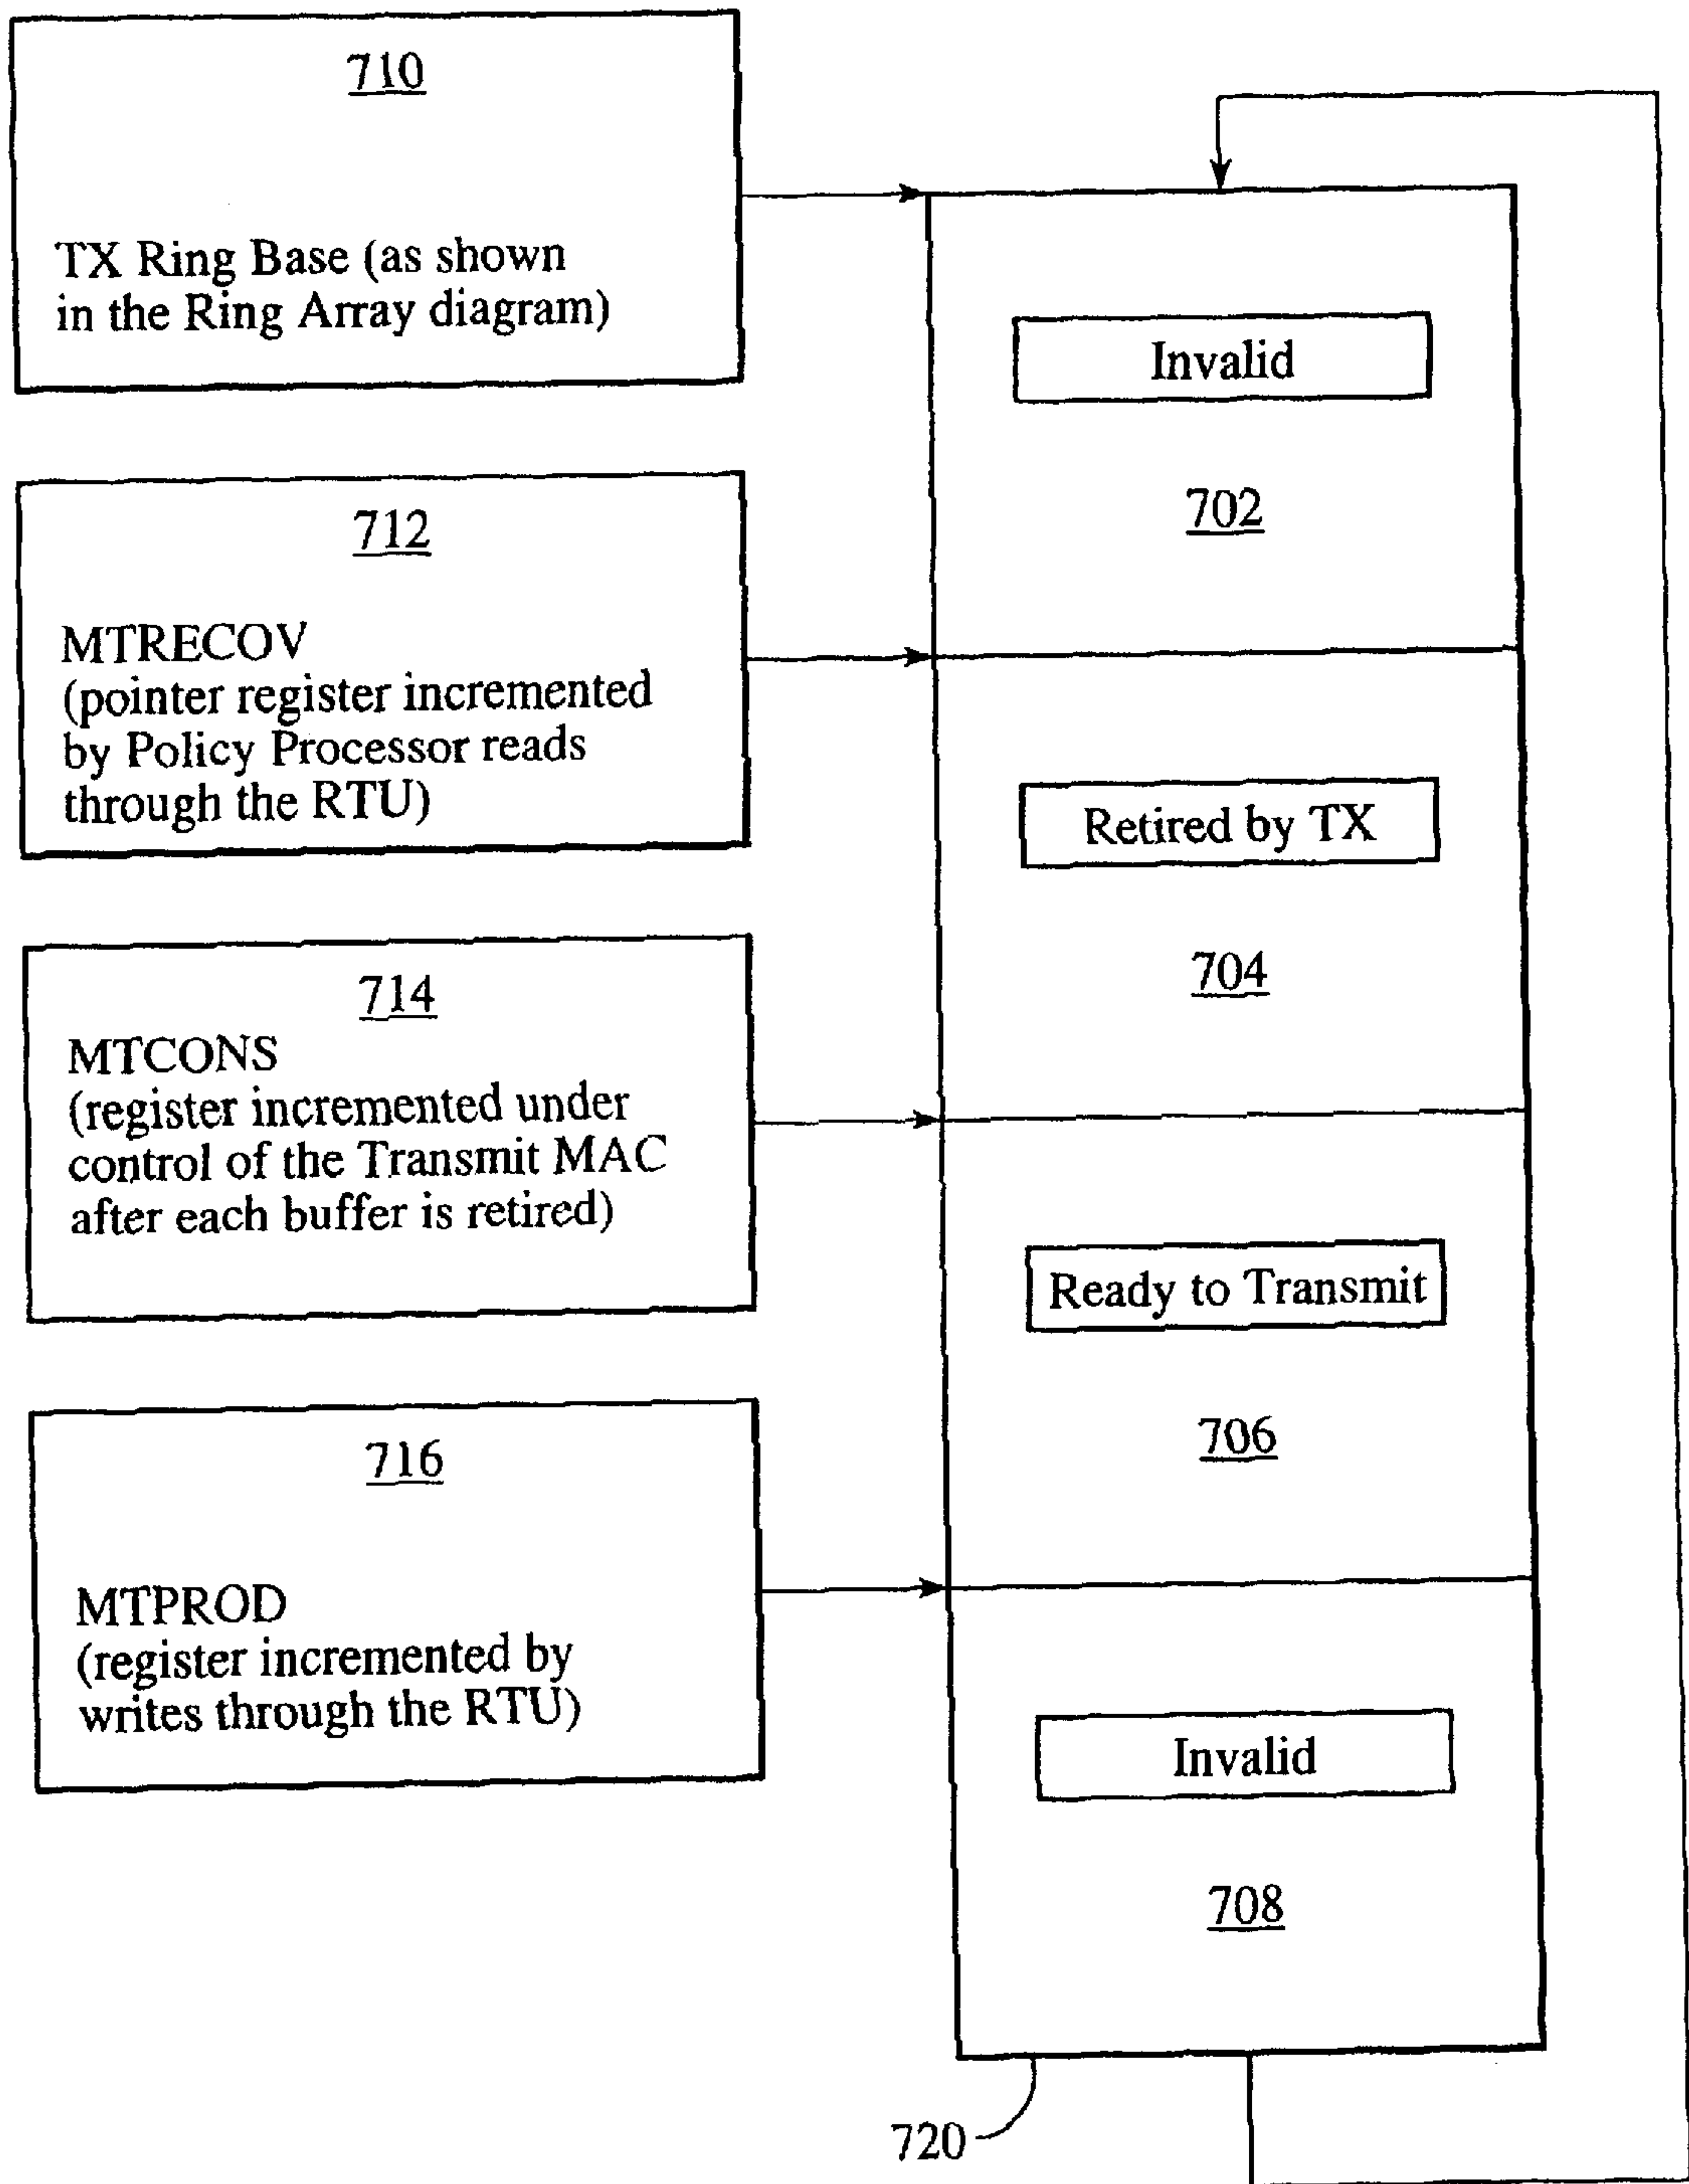 710
TX Ring Base (as shown
in the Ring Array diagram)
Invalid
702
712
MTRECOV
(pointer register incremented
by Policy Processor reads
through the RTU)
Retired by TX
704
714
MTCONS
(register incremented under
control of the Transmit MAC
after each buffer is retired)
Ready to Transmit
706
716
MTPROD
(register incremented by
writes through the RTU)
Invalid
708
720